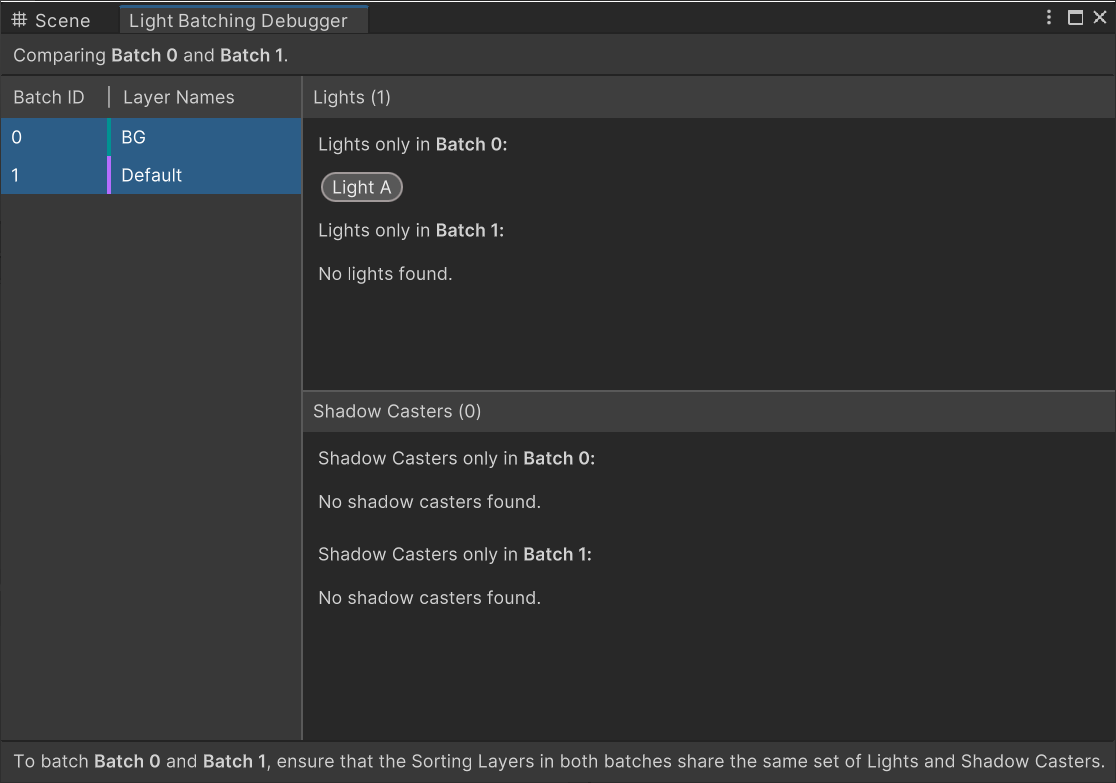 Scene
Light Batching Debugger
Comparing Batch 0 and Batch 1.
Batch ID Layer Names
0 BG
1 Default
Lights (1)
Lights only in Batch 0:
Light A
Lights only in Batch 1:
No lights found.
Shadow Casters (0)
Shadow Casters only in Batch 0:
No shadow casters found.
Shadow Casters only in Batch 1:
No shadow casters found.
To batch Batch 0 and Batch 1, ensure that the Sorting Layers in both batches share the same set of Lights and Shadow Casters.